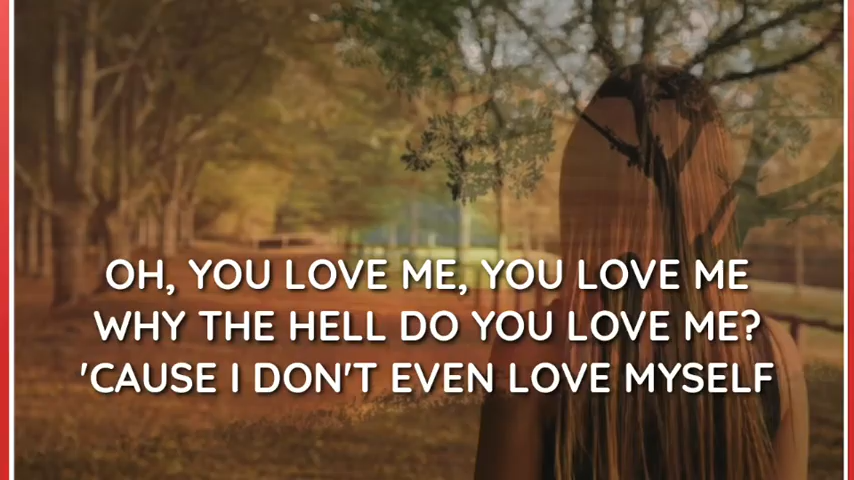 OH, YOU LOVE ME, YOU LOVE ME
WHY THE HELL DO YOU LOVE ME?
'CAUSE I DON'T EVEN LOVE MYSELF